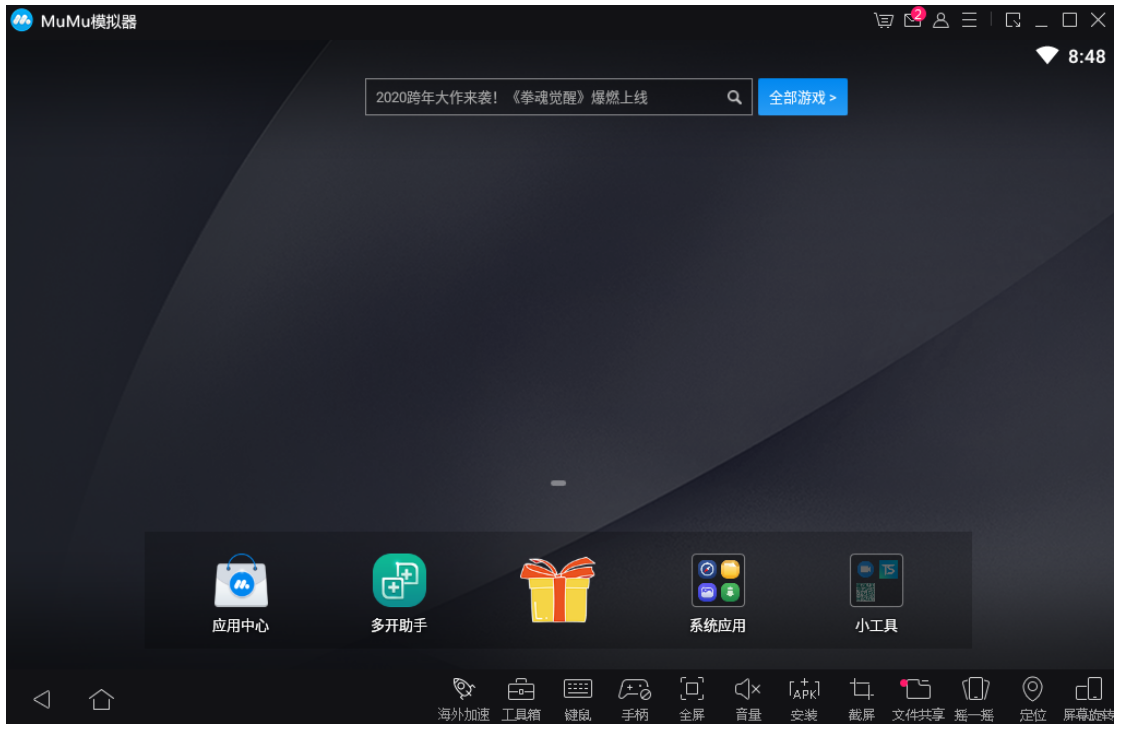 MuMu模拟器
2
8:48
2020跨年大作来袭！《拳魂觉醒》爆燃上线
全部游戏 >
应用中心
多开助手
系统应用
TS
小工具
APK
海外加速 工具箱 键鼠 手柄 全屏 音量 安装 截屏 文件共享 摇一摇 定位 屏幕旋转